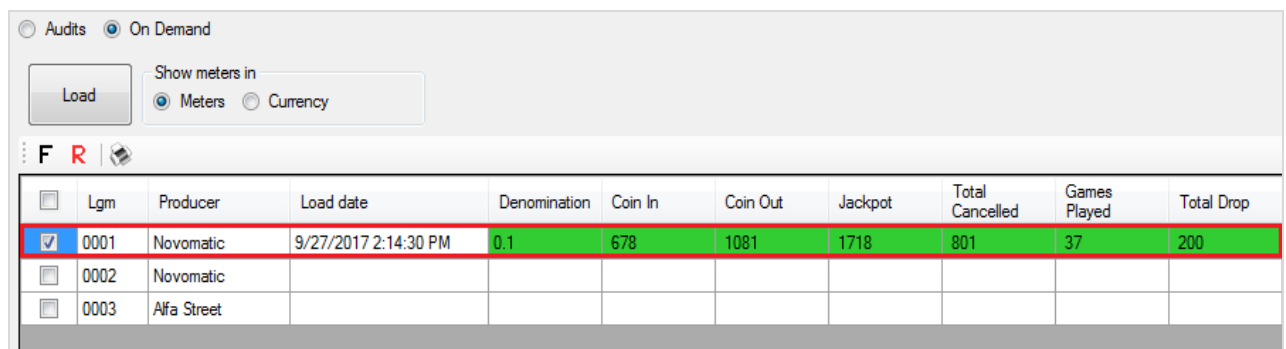 Audits On Demand
Load
Show meters in
Meters Currency
F R
Lgm Producer Load date Denomination Coin In Coin Out Jackpot Total Cancelled Games Played Total Drop
0001 Novomatic 9/27/2017 2:14:30 PM 0.1 678 1081 1718 801 37 200
0002 Novomatic
0003 Alfa Street